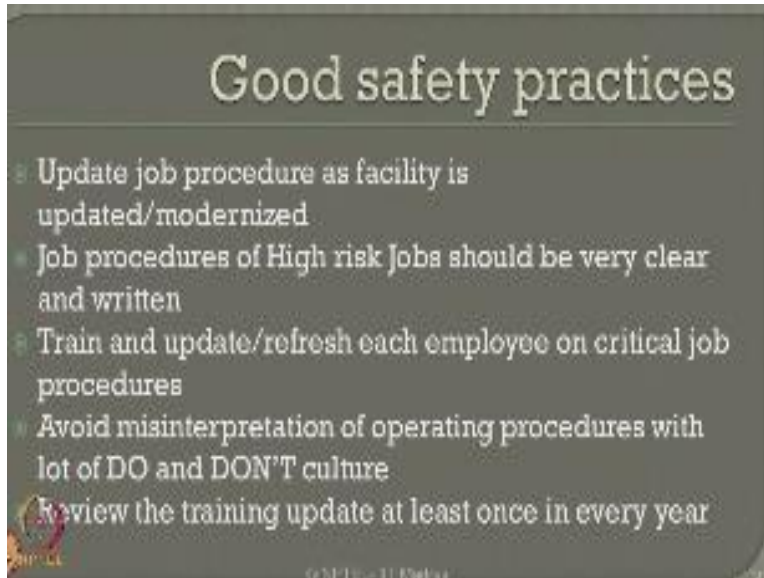 Good safety practices
Update job procedure as facility is
updated/modernized
Job procedures of High risk Jobs should be very clear
and written
Train and update/refresh each employee on critical job
procedures
Avoid misinterpretation of operating procedures with
lot of DO and DON'T culture
Review the training update at least once in every year